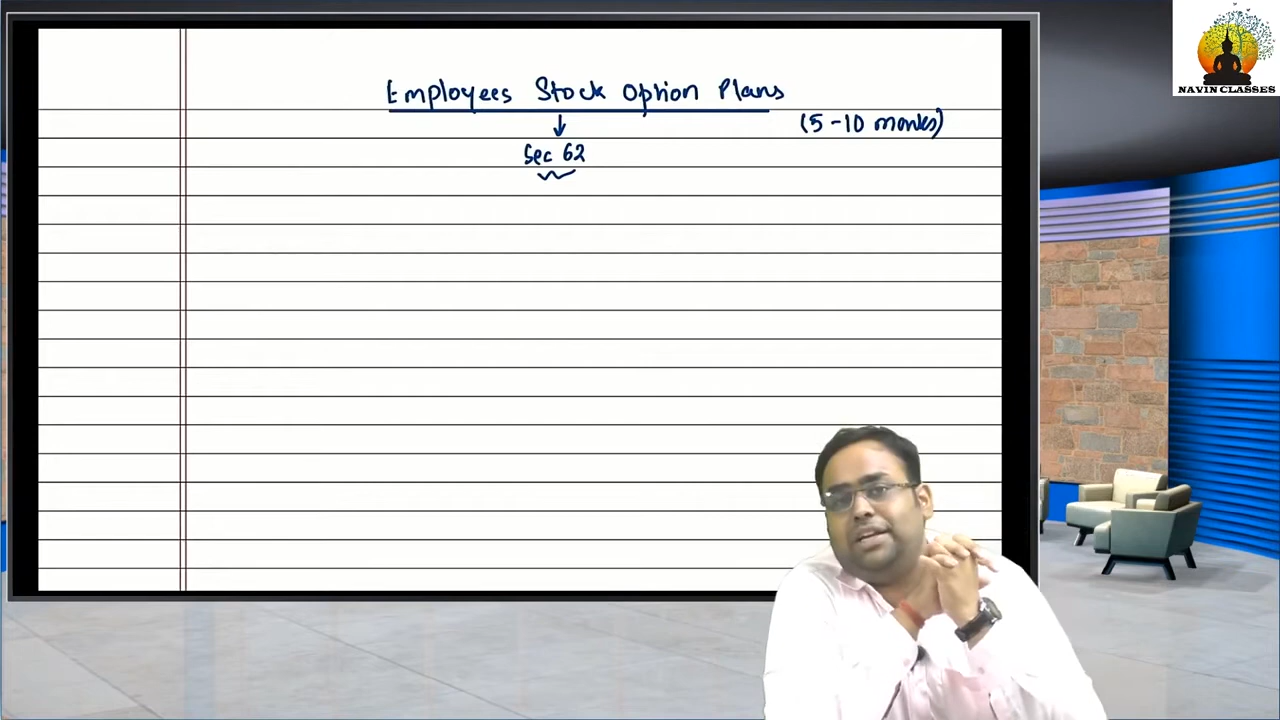 Employees Stock Option Plans
(5-10 marks)
Sec 62
NAVIN CLASSES